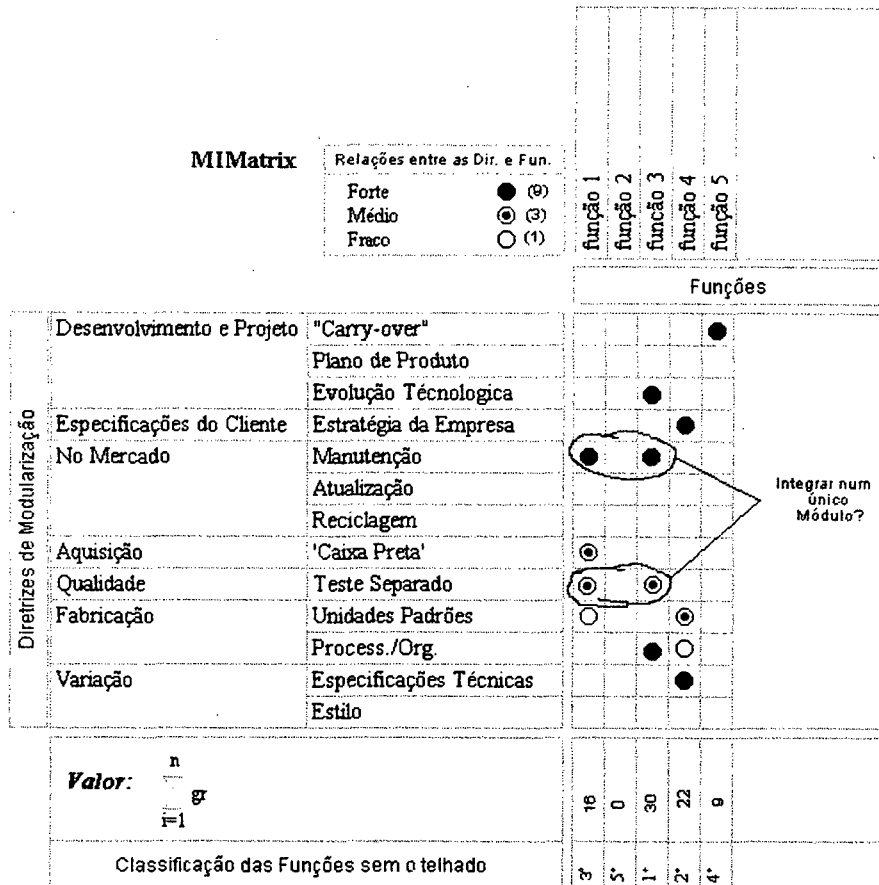 MIMatrix
Relações entre as Dir. e Fun.
Forte (9)
Médio (3)
Fraco (1)
função 1
função 2
função 3
função 4
função 5
Funções
Diretrizes de Modularização
Desenvolvimento e Projeto "Carry-over"
Plano de Produto
Evolução Técnologica
Especificações do Cliente Estratégia da Empresa
No Mercado Manutenção
Atualização
Reciclagem
Aquisição 'Caixa Preta'
Qualidade Teste Separado
Fabricação Unidades Padrões
Process./Org.
Variação Especificações Técnicas
Estilo
Integrar num
único
Módulo?
n
Valor: gr
i=1
16 0 30 22 9
Classificação das Funções sem o telhado 3° 5° 1° 2° 4°